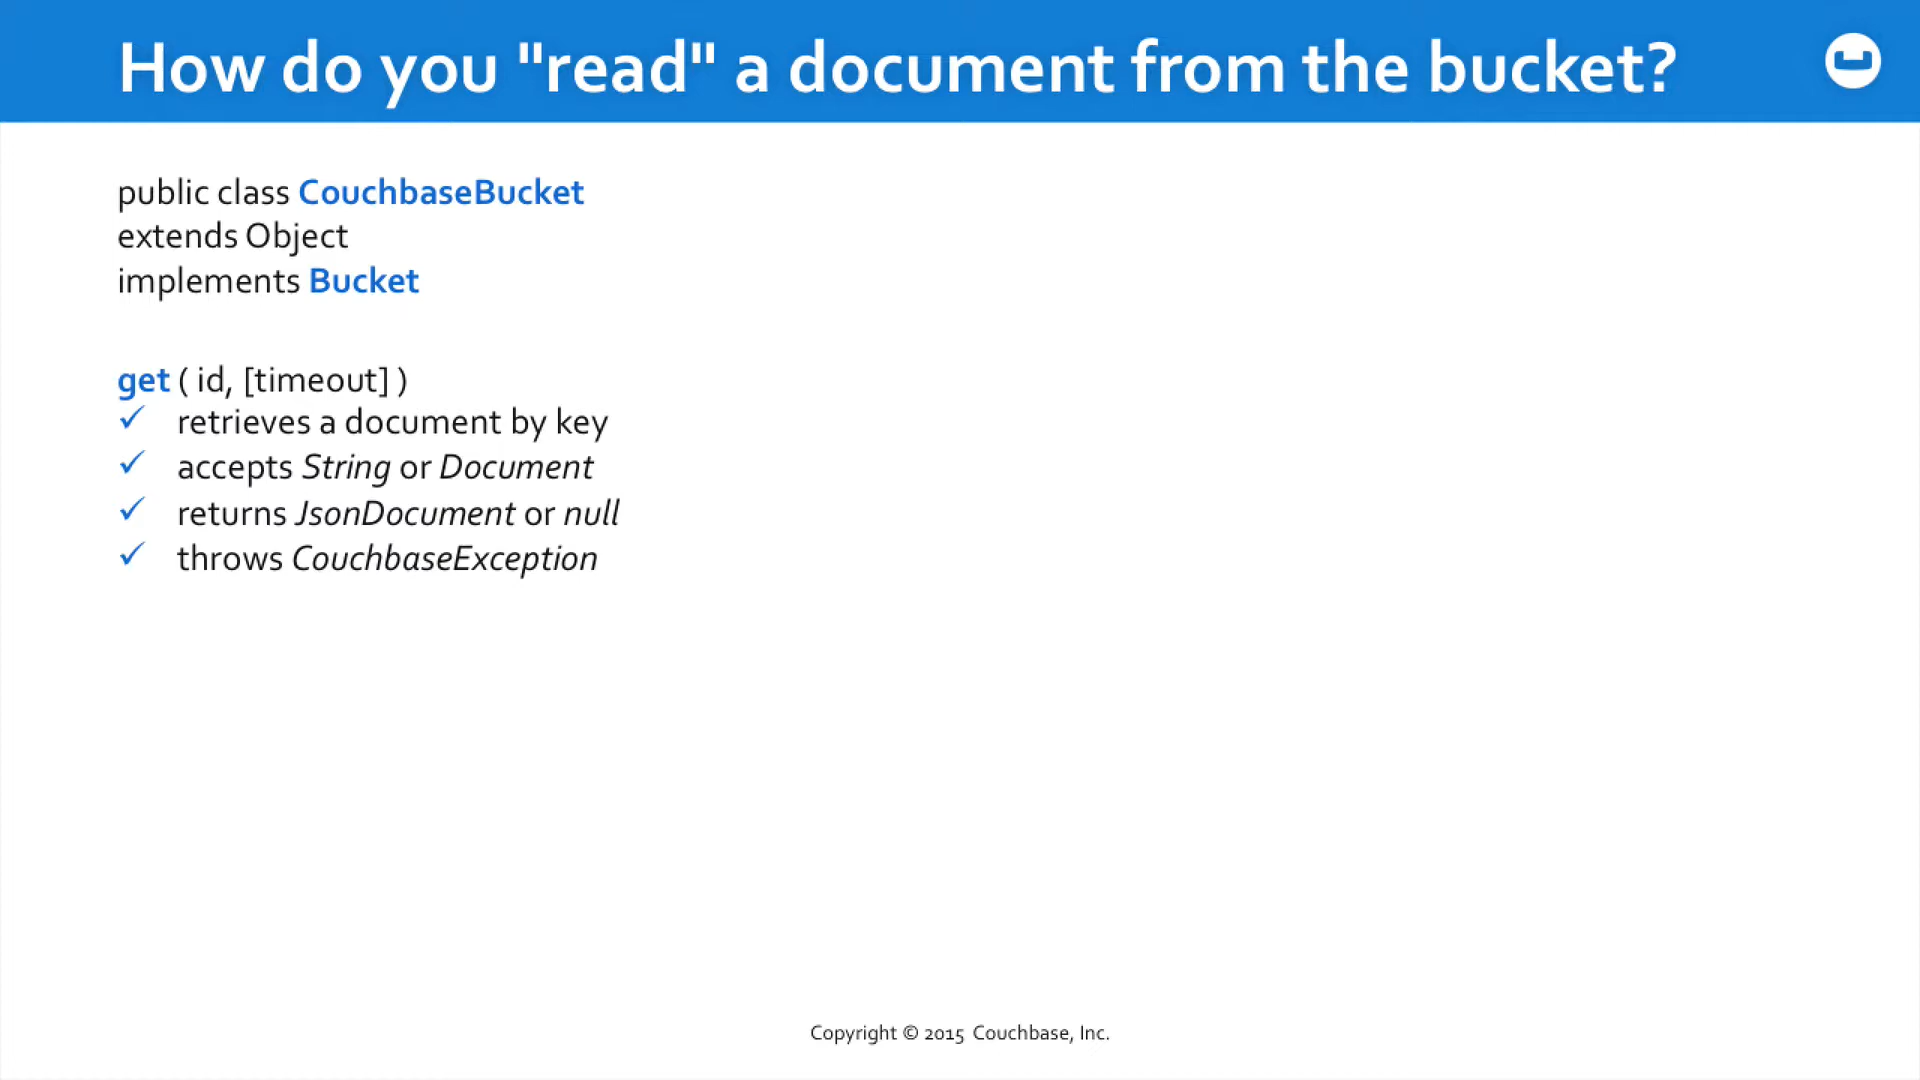 How do you "read" a document from the bucket?
public class CouchbaseBucket
extends Object
implements Bucket
get ( id, [timeout] )
✓ retrieves a document by key
✓ accepts String or Document
✓ returns JsonDocument or null
✓ throws CouchbaseException
Copyright © 2015 Couchbase, Inc.